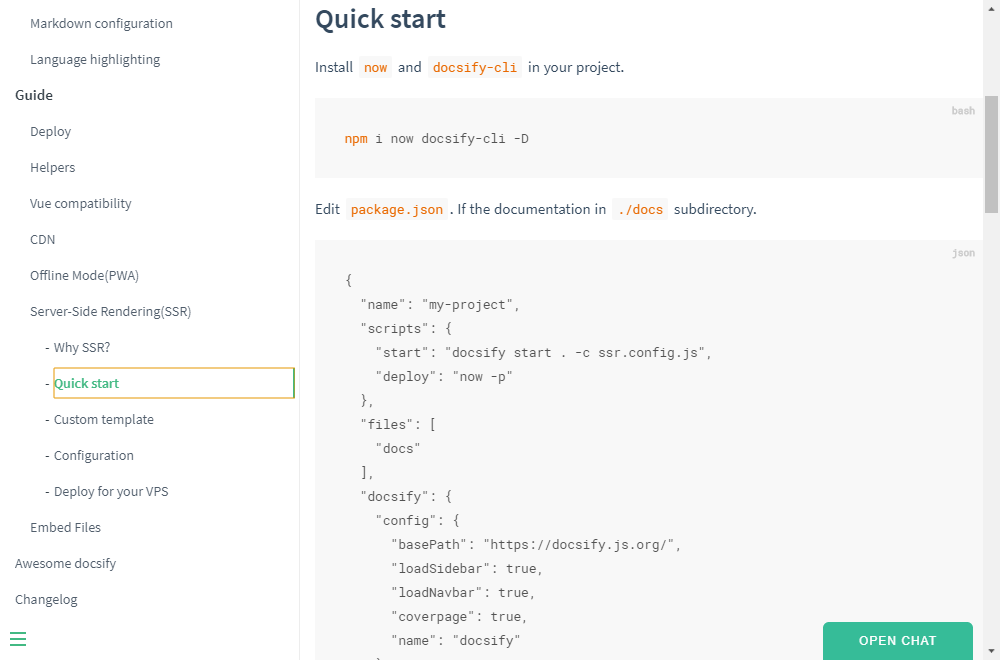 Markdown configuration
Language highlighting
Guide
Deploy
Helpers
Vue compatibility
CDN
Offline Mode(PWA)
Server-Side Rendering(SSR)
- Why SSR?
- Quick start
- Custom template
- Configuration
- Deploy for your VPS
Embed Files
Awesome docsify
Changelog
Quick start
Install now and docsify-cli in your project.
bash
npm i now docsify-cli -D
Edit package.json . If the documentation in ./docs subdirectory.
json
{
  "name": "my-project",
  "scripts": {
    "start": "docsify start . -c ssr.config.js",
    "deploy": "now -p"
  },
  "files": [
    "docs"
  ],
  "docsify": {
    "config": {
      "basePath": "https://docsify.js.org/",
      "loadSidebar": true,
      "loadNavbar": true,
      "coverpage": true,
      "name": "docsify"
OPEN CHAT